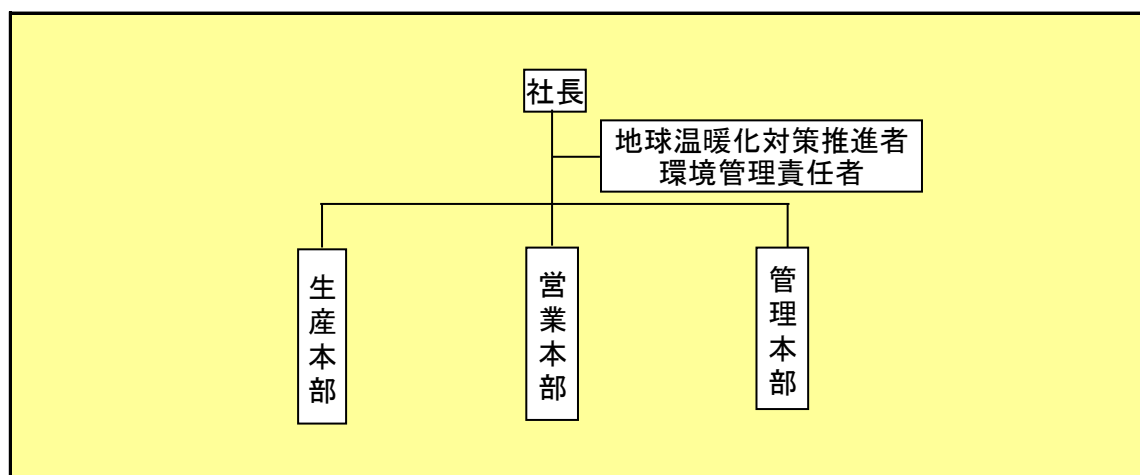 社長
地球温暖化対策推進者
環境管理責任者
生産本部
営業本部
管理本部